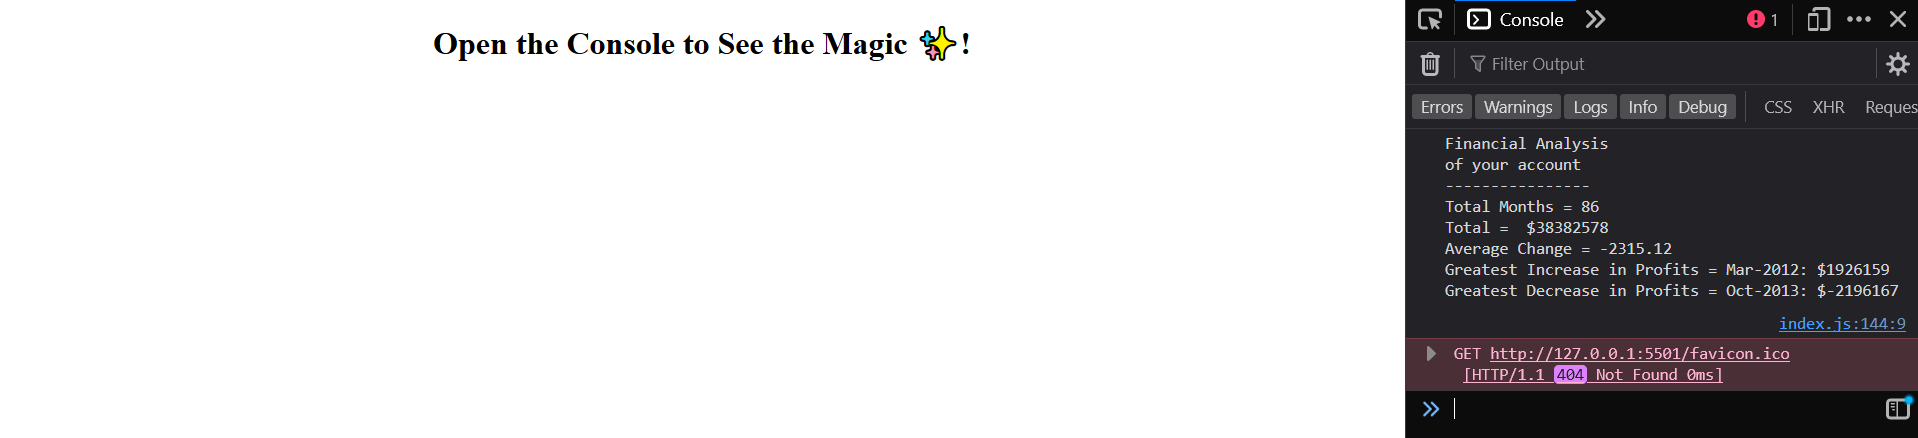 Open the Console to See the Magic ✨!
Console
1
Filter Output
Errors Warnings Logs Info Debug CSS XHR Reques
Financial Analysis
of your account
----------------
Total Months = 86
Total =  $38382578
Average Change = -2315.12
Greatest Increase in Profits = Mar-2012: $1926159
Greatest Decrease in Profits = Oct-2013: $-2196167
index.js:144:9
GET http://127.0.0.1:5501/favicon.ico
[HTTP/1.1 404 Not Found 0ms]